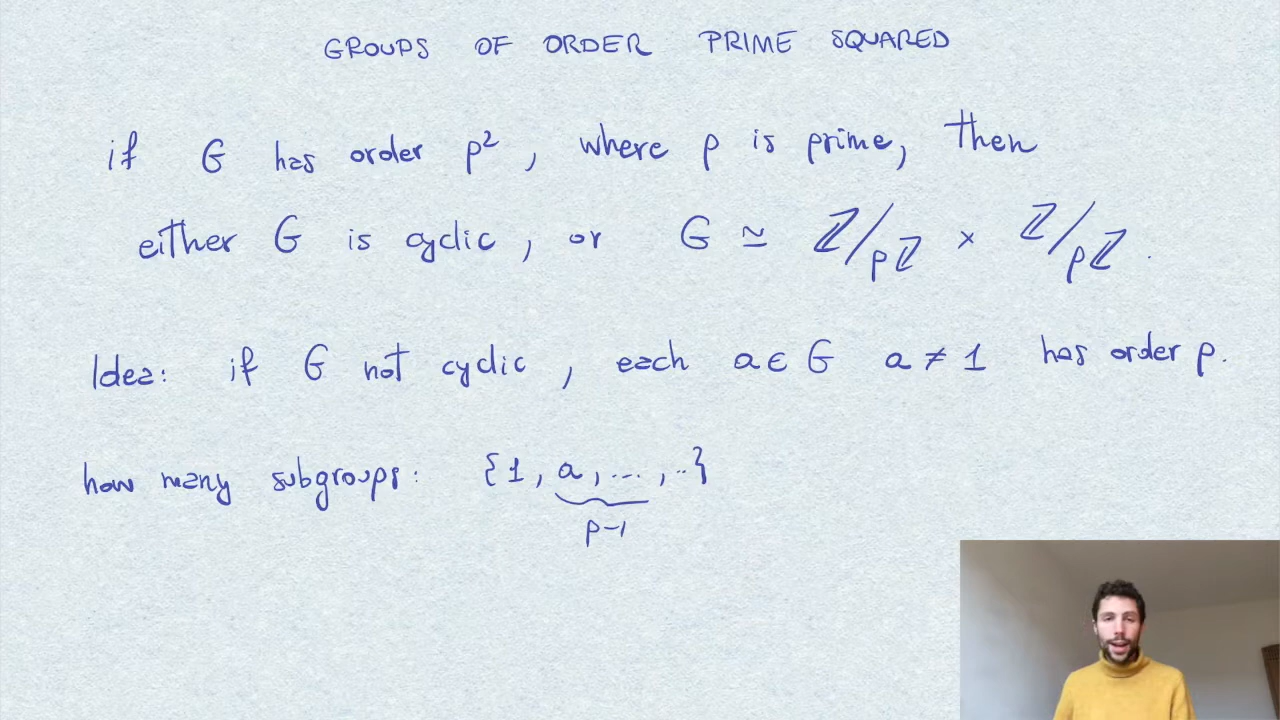 GROUPS OF ORDER PRIME SQUARED
if G has order p², where p is prime, then
either G is cyclic, or G ≃ ℤ/pℤ × ℤ/pℤ.
Idea: if G not cyclic, each a ∈ G a ≠ 1 has order p.
how many subgroups: {1, a, ..., ..}
p-1